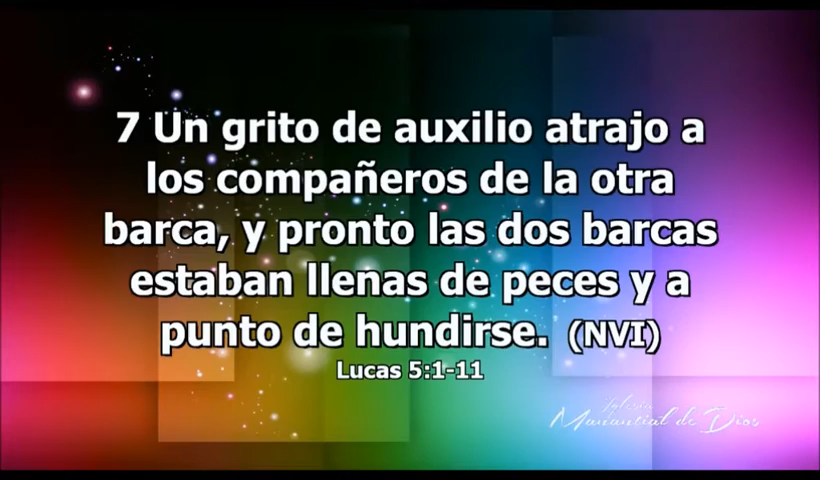 7 Un grito de auxilio atrajo a
los compañeros de la otra
barca, y pronto las dos barcas
estaban llenas de peces y a
punto de hundirse. (NVI)
Lucas 5:1-11
Iglesia
Manantial de Dios